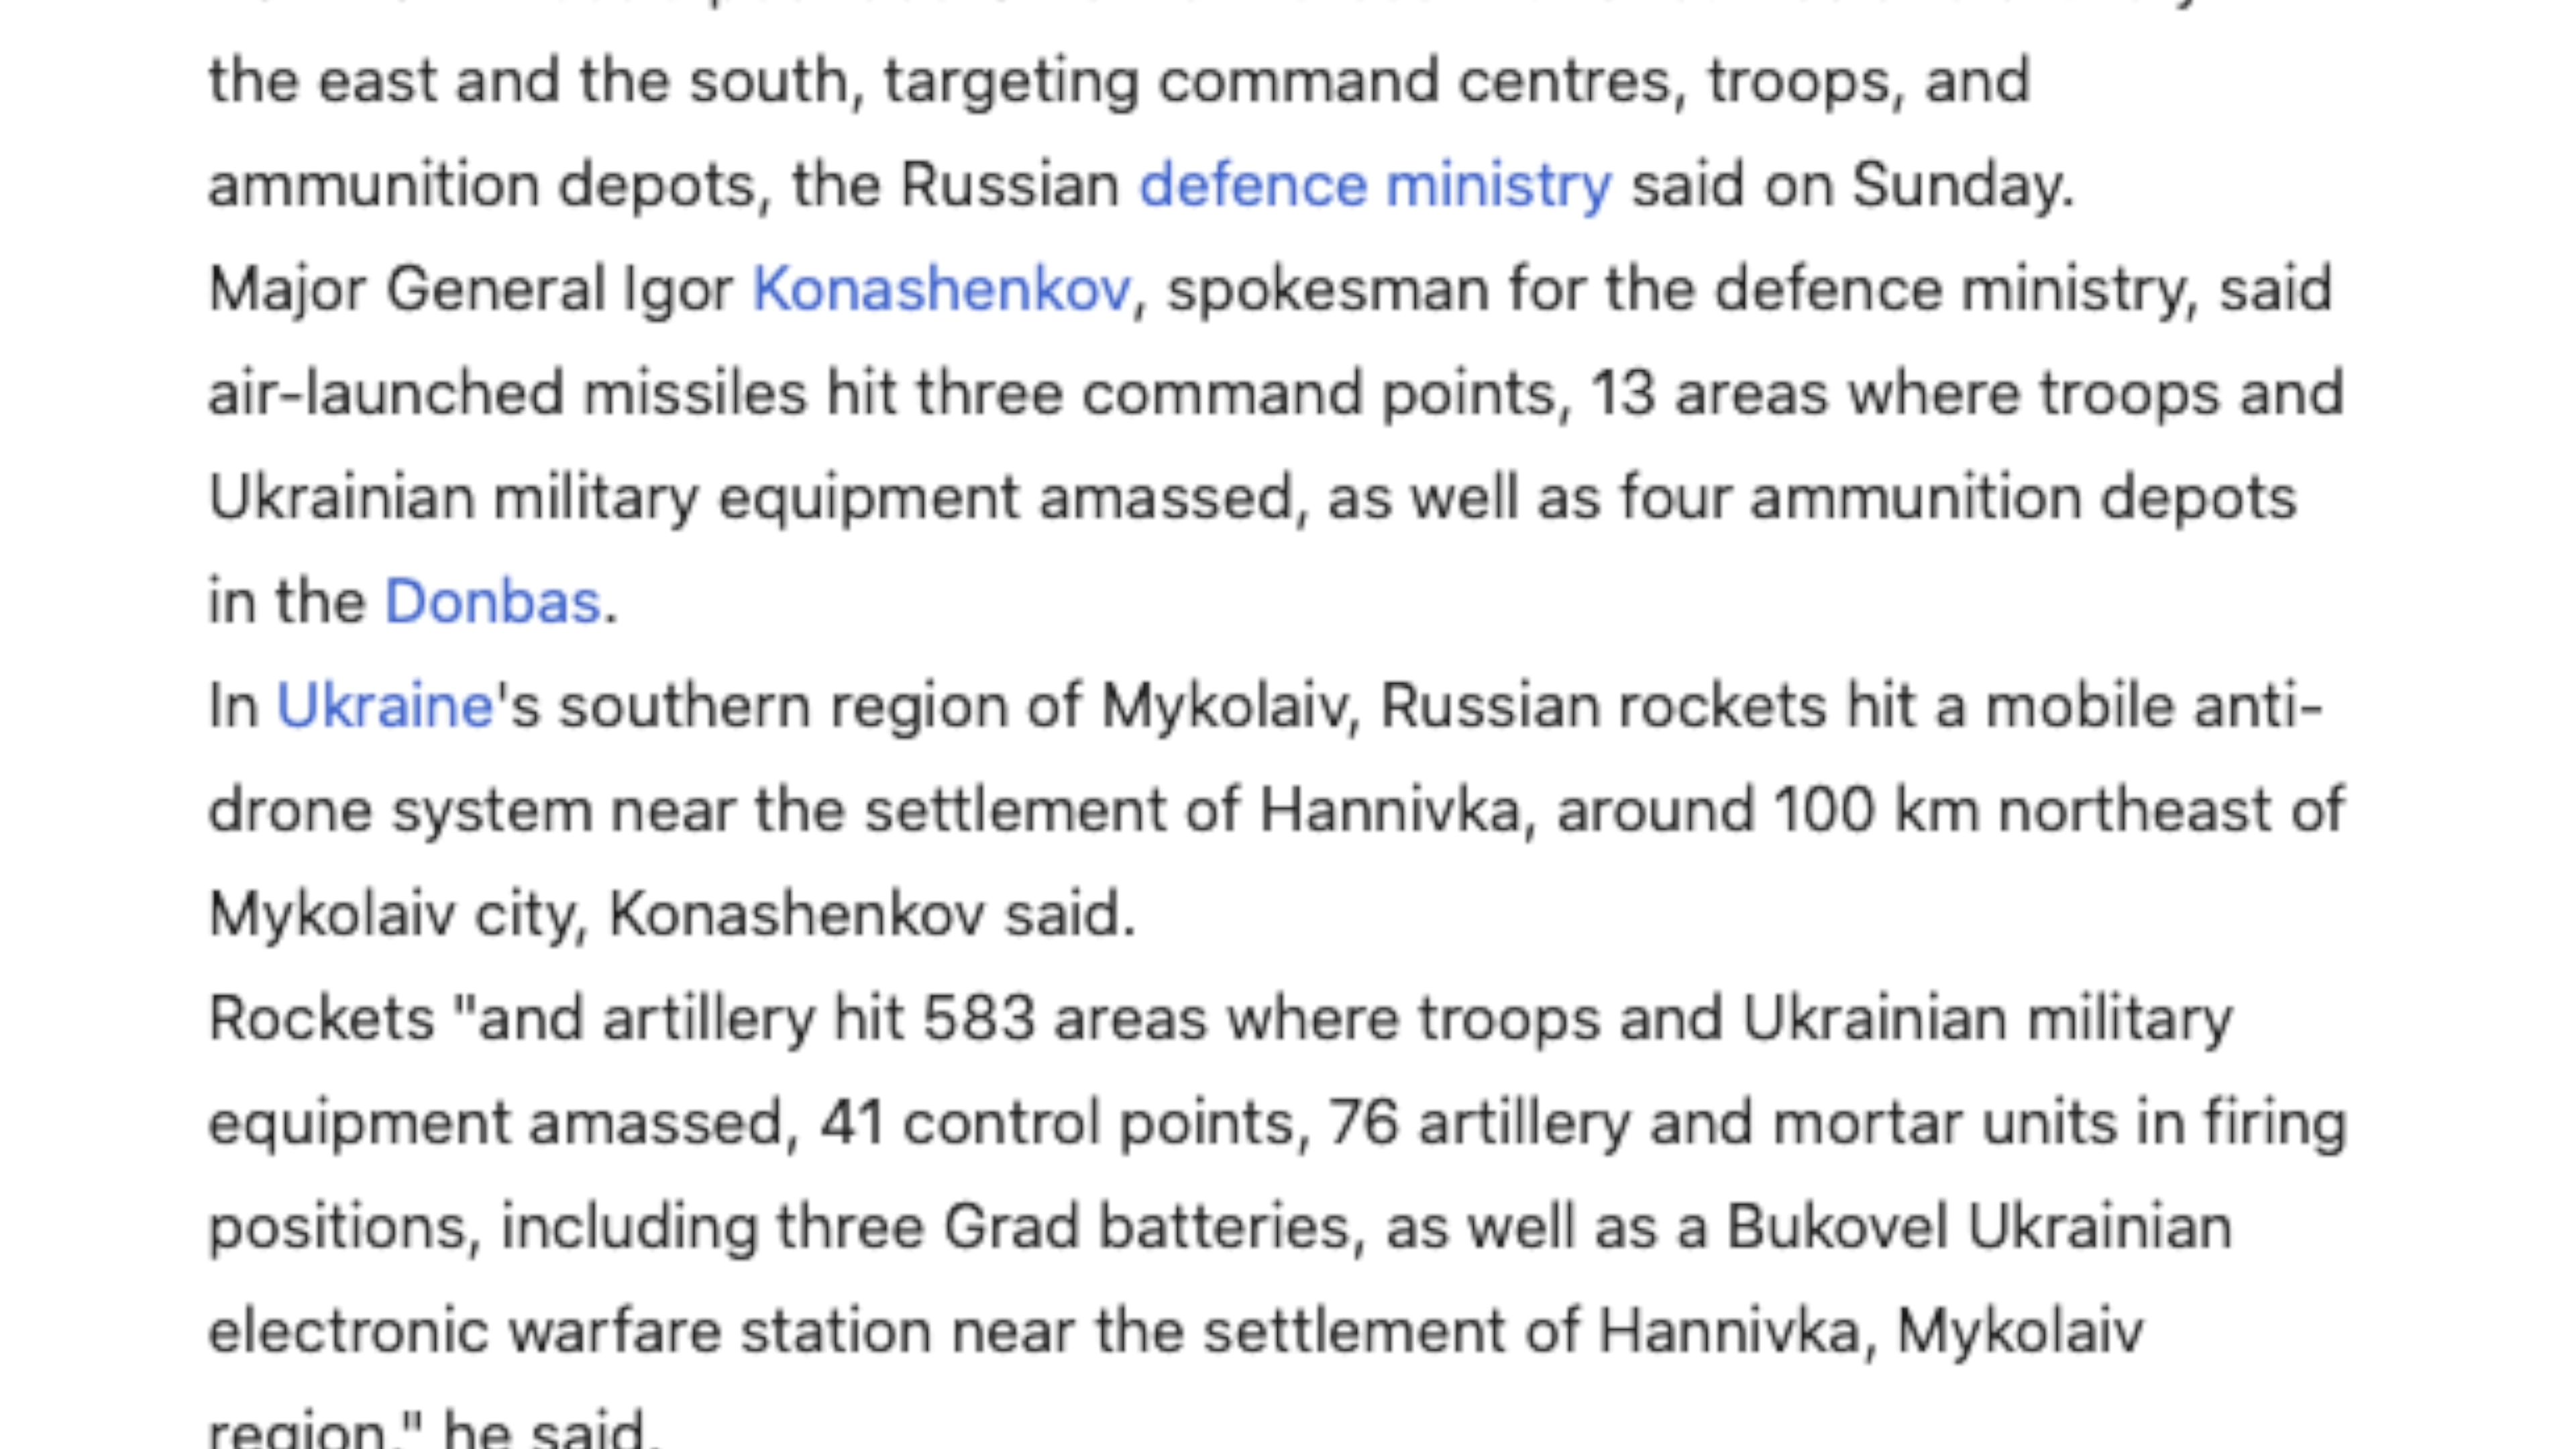 the east and the south, targeting command centres, troops, and
ammunition depots, the Russian defence ministry said on Sunday.
Major General Igor Konashenkov, spokesman for the defence ministry, said
air-launched missiles hit three command points, 13 areas where troops and
Ukrainian military equipment amassed, as well as four ammunition depots
in the Donbas.
In Ukraine's southern region of Mykolaiv, Russian rockets hit a mobile anti-
drone system near the settlement of Hannivka, around 100 km northeast of
Mykolaiv city, Konashenkov said.
Rockets "and artillery hit 583 areas where troops and Ukrainian military
equipment amassed, 41 control points, 76 artillery and mortar units in firing
positions, including three Grad batteries, as well as a Bukovel Ukrainian
electronic warfare station near the settlement of Hannivka, Mykolaiv
region," he said.